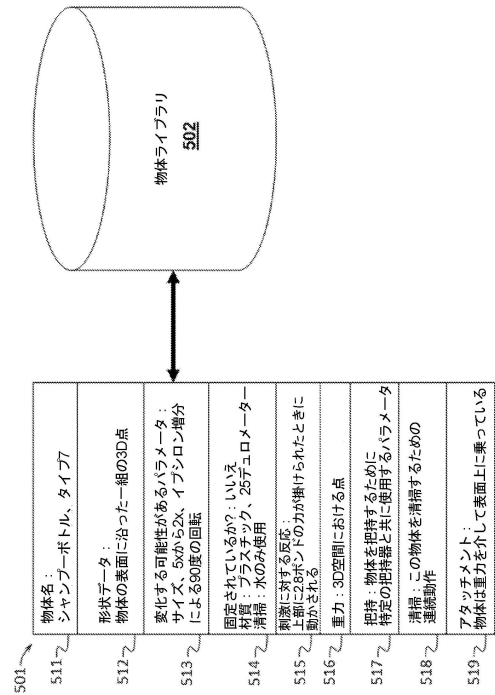 501
511
物体名：
シャンプーボトル、タイプ7
512
形状データ：
物体の表面に沿った一組の3D点
513
変化する可能性があるパラメータ：
サイズ、5xから2x、イプシロン増分
による90度の回転
514
固定されているか?：いいえ
材質：プラスチック、25デュロメーター
清掃：水のみ使用
515
刺激に対する反応：
上部に2.8ポンドの力が掛けられたときに
動かされる
516
重力：3D空間における点
517
把持：物体を把持するために
特定の把持器と共に使用するパラメータ
518
清掃：この物体を清掃するための
連続動作
519
アタッチメント：
物体は重力を介して表面上に乗っている
物体ライブラリ
502